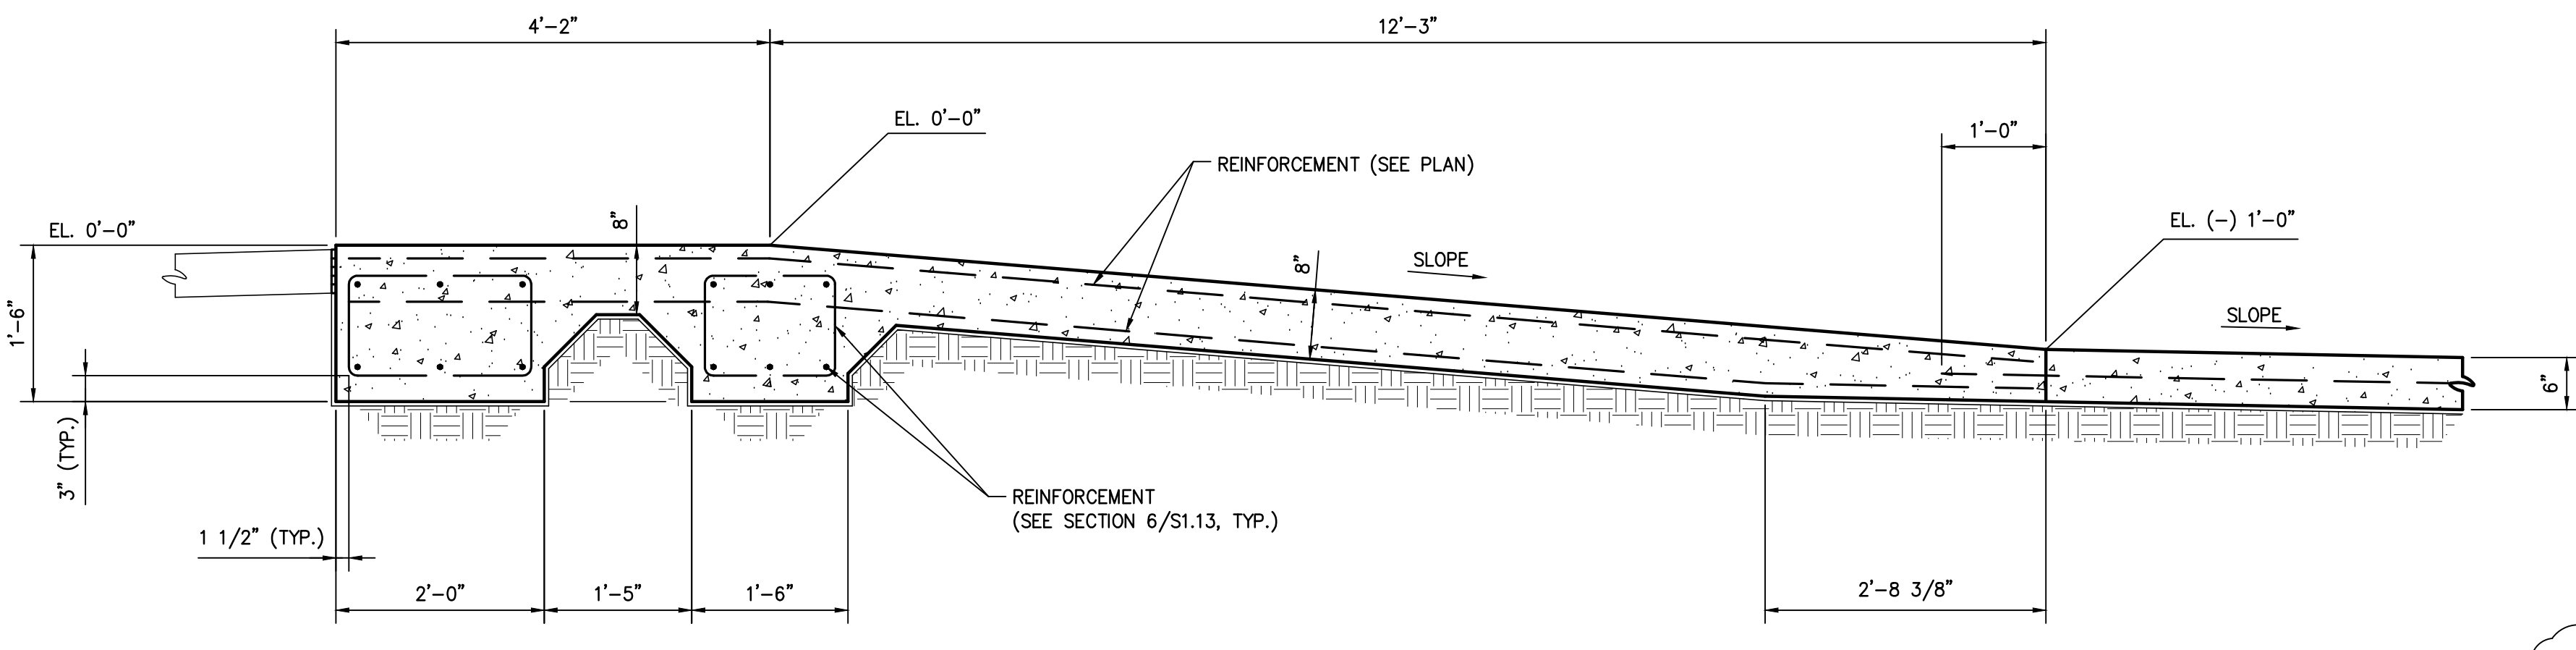 4'-2"
12'-3"
EL. 0'-0"
1'-0"
REINFORCEMENT (SEE PLAN)
8"
EL. 0'-0"
EL. (-) 1'-0"
8"
SLOPE
SLOPE
1'-6"
6"
3" (TYP.)
REINFORCEMENT
(SEE SECTION 6/S1.13, TYP.)
1 1/2" (TYP.)
2'-0"
1'-5"
1'-6"
2'-8 3/8"